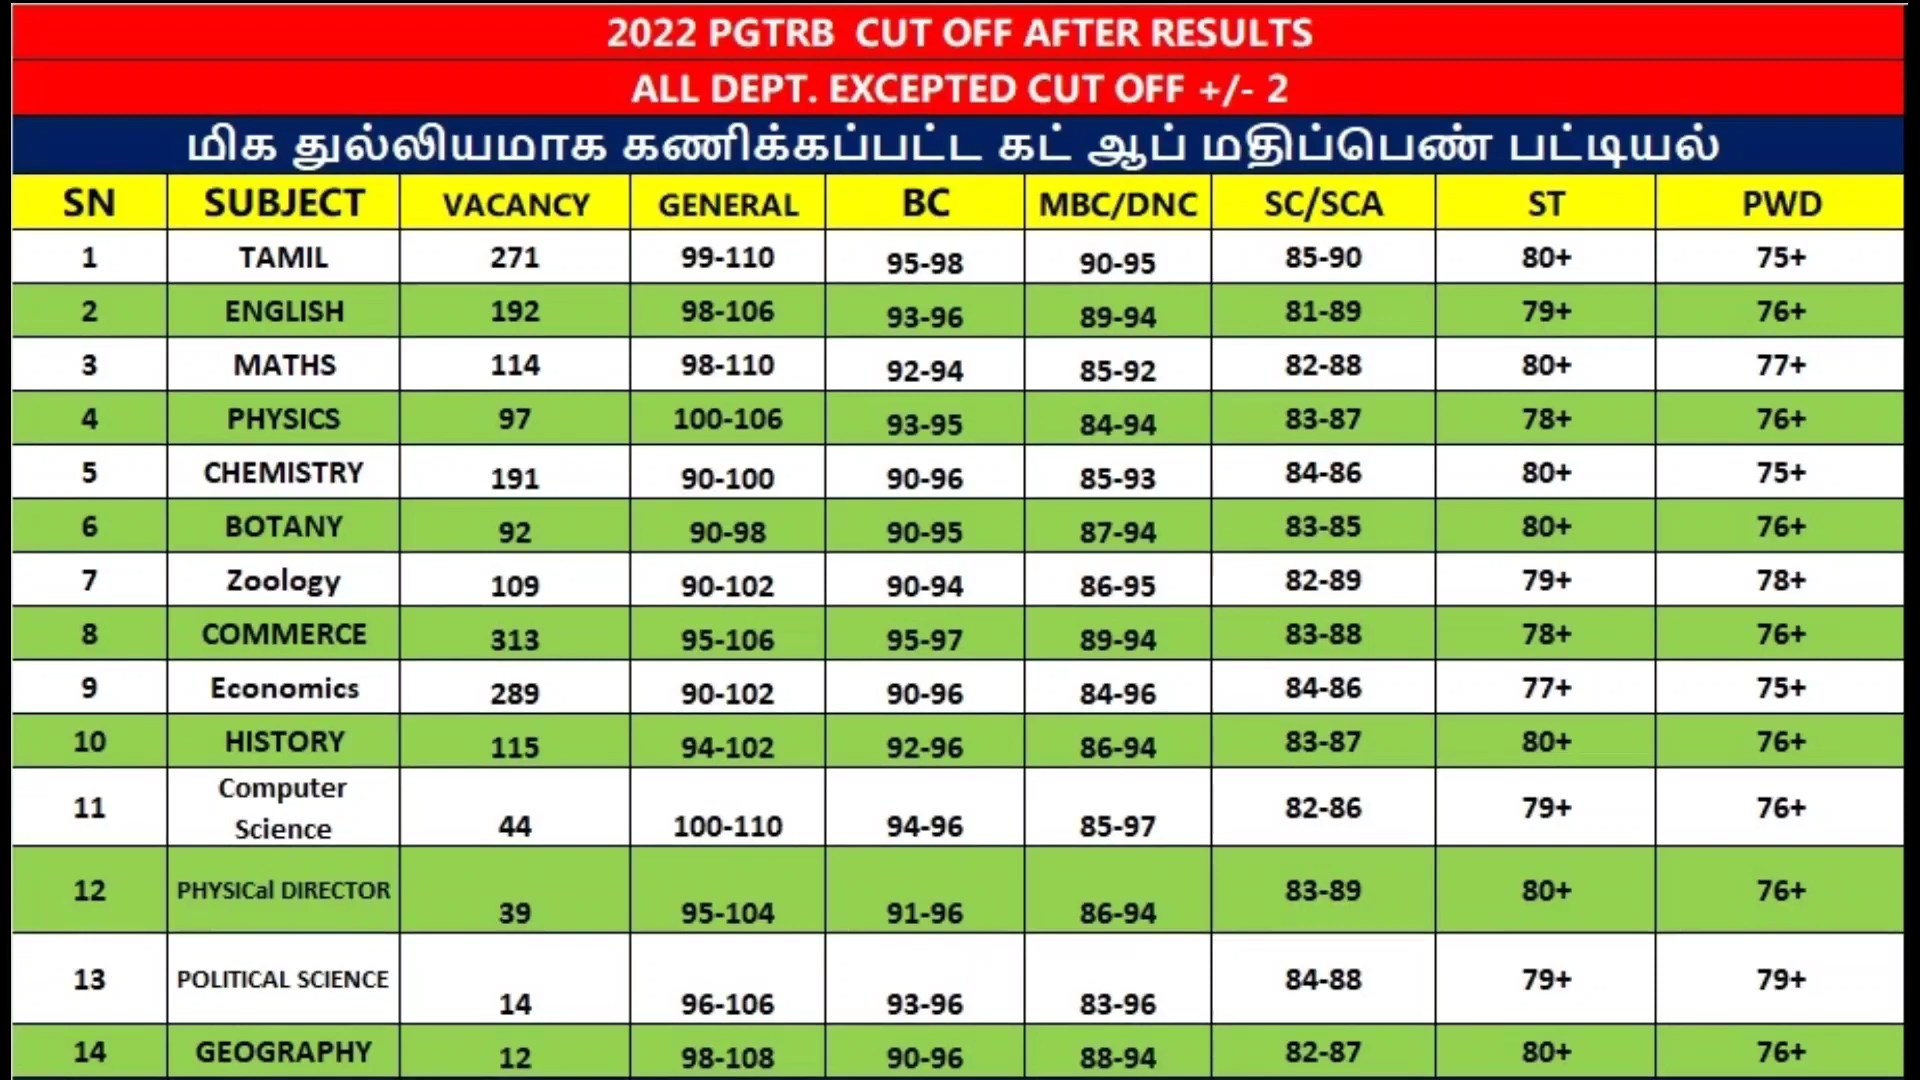 2022 PGTRB CUT OFF AFTER RESULTS
ALL DEPT. EXCEPTED CUT OFF +/- 2
மிக துல்லியமாக கணிக்கப்பட்ட கட் ஆப் மதிப்பெண் பட்டியல்
SN SUBJECT VACANCY GENERAL BC MBC/DNC SC/SCA ST PWD
1 TAMIL 271 99-110 95-98 90-95 85-90 80+ 75+
2 ENGLISH 192 98-106 93-96 89-94 81-89 79+ 76+
3 MATHS 114 98-110 92-94 85-92 82-88 80+ 77+
4 PHYSICS 97 100-106 93-95 84-94 83-87 78+ 76+
5 CHEMISTRY 191 90-100 90-96 85-93 84-86 80+ 75+
6 BOTANY 92 90-98 90-95 87-94 83-85 80+ 76+
7 Zoology 109 90-102 90-94 86-95 82-89 79+ 78+
8 COMMERCE 313 95-106 95-97 89-94 83-88 78+ 76+
9 Economics 289 90-102 90-96 84-96 84-86 77+ 75+
10 HISTORY 115 94-102 92-96 86-94 83-87 80+ 76+
11 Computer Science 44 100-110 94-96 85-97 82-86 79+ 76+
12 PHYSICal DIRECTOR 39 95-104 91-96 86-94 83-89 80+ 76+
13 POLITICAL SCIENCE 14 96-106 93-96 83-96 84-88 79+ 79+
14 GEOGRAPHY 12 98-108 90-96 88-94 82-87 80+ 76+